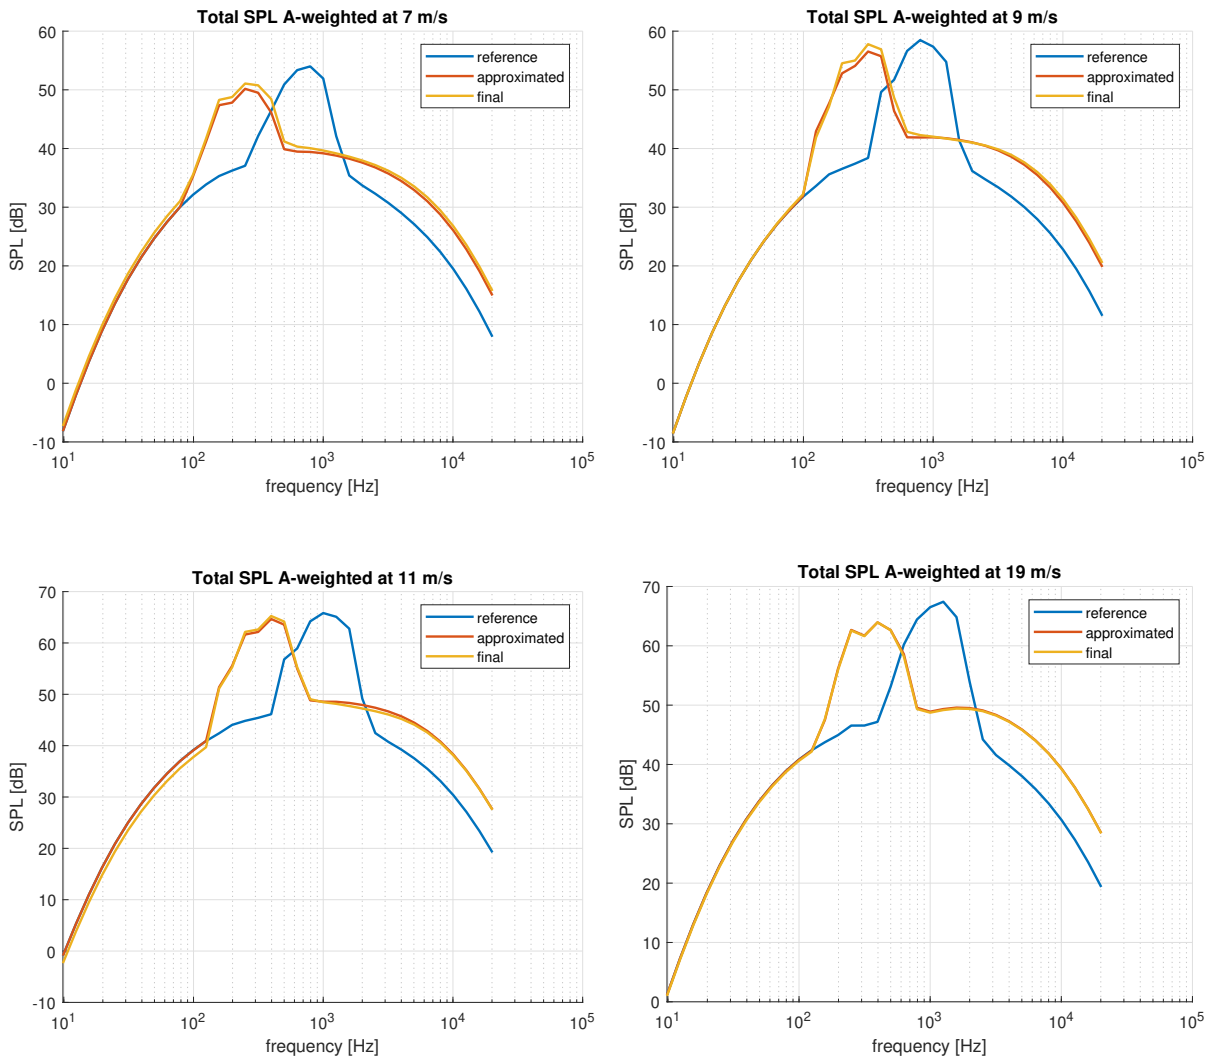 Total SPL A-weighted at 7 m/s
60
50
40
30
20
10
0
-10
SPL [dB]
reference
approximated
final
10^1
10^2
10^3
10^4
10^5
frequency [Hz]
Total SPL A-weighted at 9 m/s
60
50
40
30
20
10
0
-10
SPL [dB]
reference
approximated
final
10^1
10^2
10^3
10^4
10^5
frequency [Hz]
Total SPL A-weighted at 11 m/s
70
60
50
40
30
20
10
0
-10
SPL [dB]
reference
approximated
final
10^1
10^2
10^3
10^4
10^5
frequency [Hz]
Total SPL A-weighted at 19 m/s
70
60
50
40
30
20
10
0
SPL [dB]
reference
approximated
final
10^1
10^2
10^3
10^4
10^5
frequency [Hz]